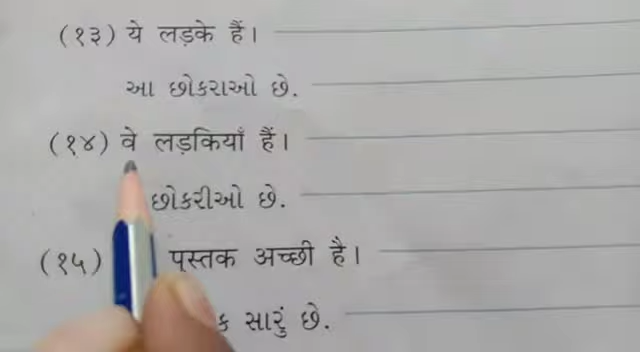 (१३) ये लड़के हैं।
આ છોકરાઓ છે.
(१४) वे लड़कियाँ हैं।
છોકરીઓ છે.
(१५) पुस्तक अच्छी है।
સારું છે.